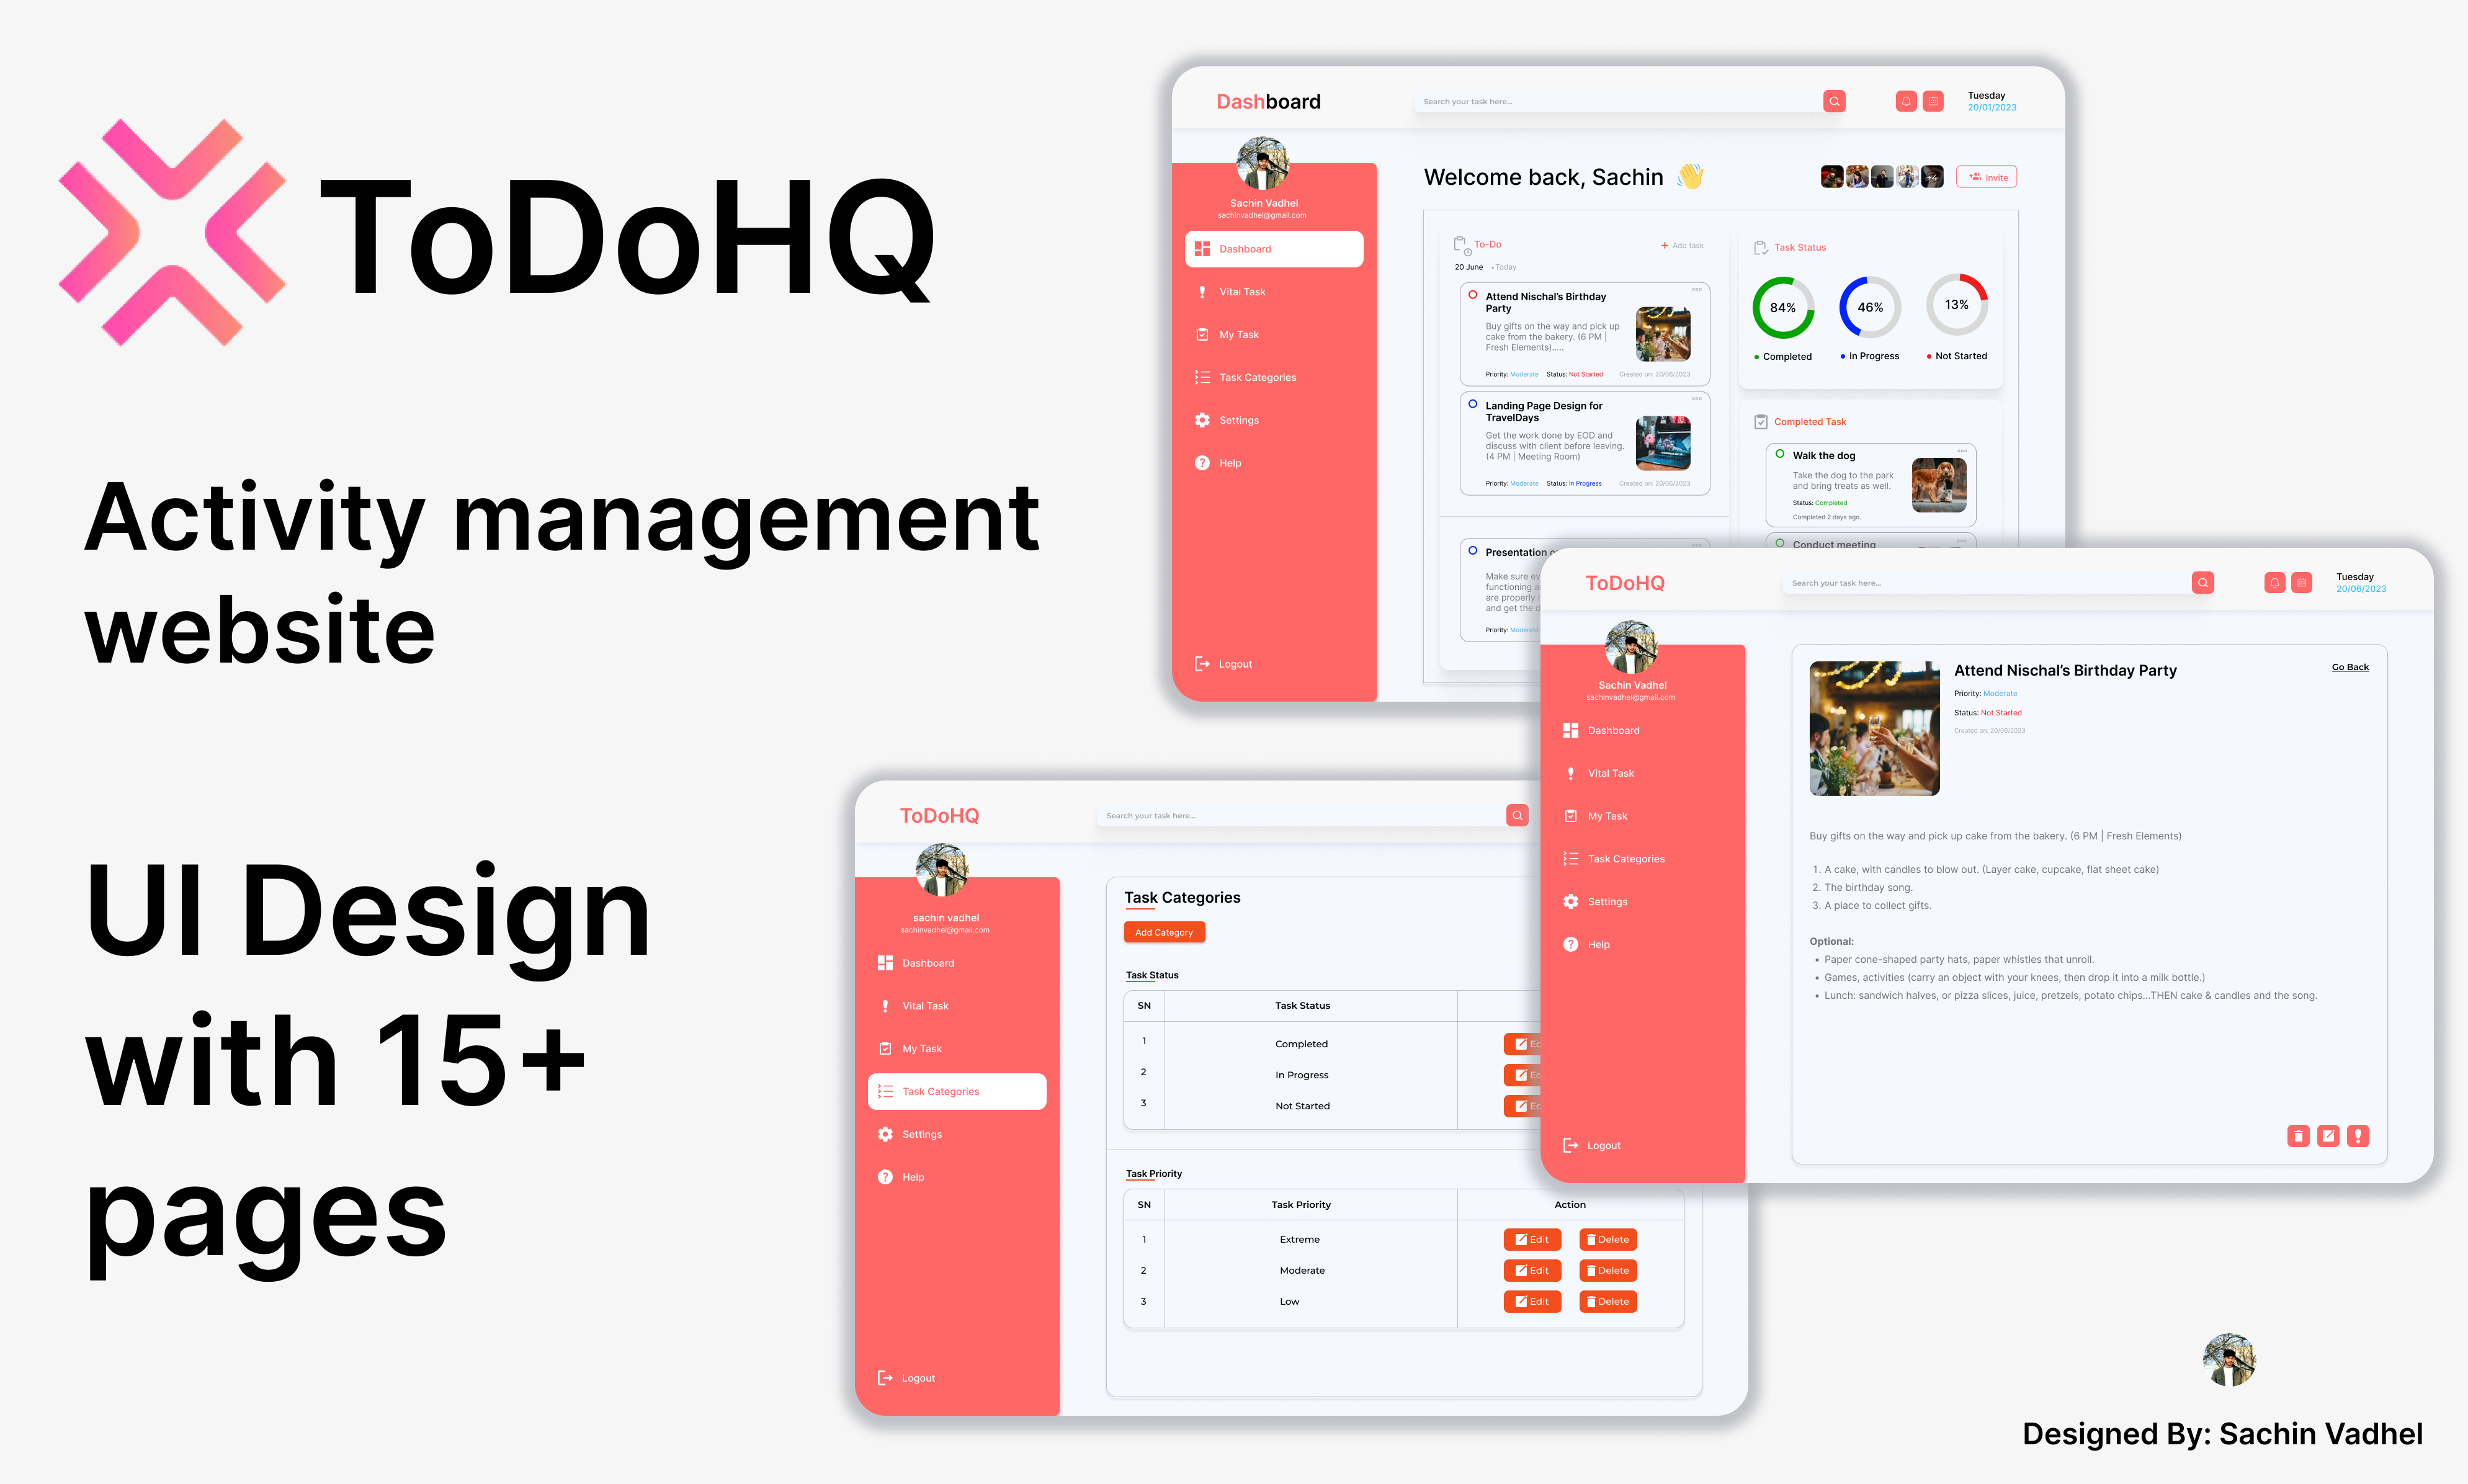 ToDoHQ
Activity management
website
UI Design
with 15+
pages
Dashboard
Search your task here...
Tuesday
20/01/2023
Sachin Vadhel
sachinvadhel@gmail.com
Dashboard
Vital Task
My Task
Task Categories
Settings
Help
Logout
Welcome back, Sachin
+4
Invite
To-Do
Add task
20 June
Today
Attend Nischal's Birthday
Party
Buy gifts on the way and pick up
cake from the bakery. (6 PM |
Fresh Elements).....
Priority: Moderate Status: Not Started Created on: 20/06/2023
Landing Page Design for
TravelDays
Get the work done by EOD and
discuss with client before leaving.
(4 PM | Meeting Room)
Priority: Moderate Status: In Progress Created on: 20/06/2023
Presentation
Make sure
functioning
are properly
and get the
Priority: Moderate
Task Status
84%
46%
13%
Completed
In Progress
Not Started
Completed Task
Walk the dog
Take the dog to the park
and bring treats as well.
Status: Completed
Completed 2 days ago.
Conduct meeting
ToDoHQ
Search your task here...
Tuesday
20/06/2023
Sachin Vadhel
sachinvadhel@gmail.com
Dashboard
Vital Task
My Task
Task Categories
Settings
Help
Logout
Attend Nischal's Birthday Party
Go Back
Priority: Moderate
Status: Not Started
Created on: 20/06/2023
Buy gifts on the way and pick up cake from the bakery. (6 PM | Fresh Elements)
1. A cake, with candles to blow out. (Layer cake, cupcake, flat sheet cake)
2. The birthday song.
3. A place to collect gifts.
Optional:
• Paper cone-shaped party hats, paper whistles that unroll.
• Games, activities (carry an object with your knees, then drop it into a milk bottle.)
• Lunch: sandwich halves, or pizza slices, juice, pretzels, potato chips...THEN cake & candles and the song.
ToDoHQ
Search your task here...
sachin vadhel
sachinvadhel@gmail.com
Dashboard
Vital Task
My Task
Task Categories
Settings
Help
Logout
Task Categories
Add Category
Task Status
SN Task Status
1 Completed
2 In Progress
3 Not Started
Task Priority
SN Task Priority Action
1 Extreme Edit Delete
2 Moderate Edit Delete
3 Low Edit Delete
Designed By: Sachin Vadhel